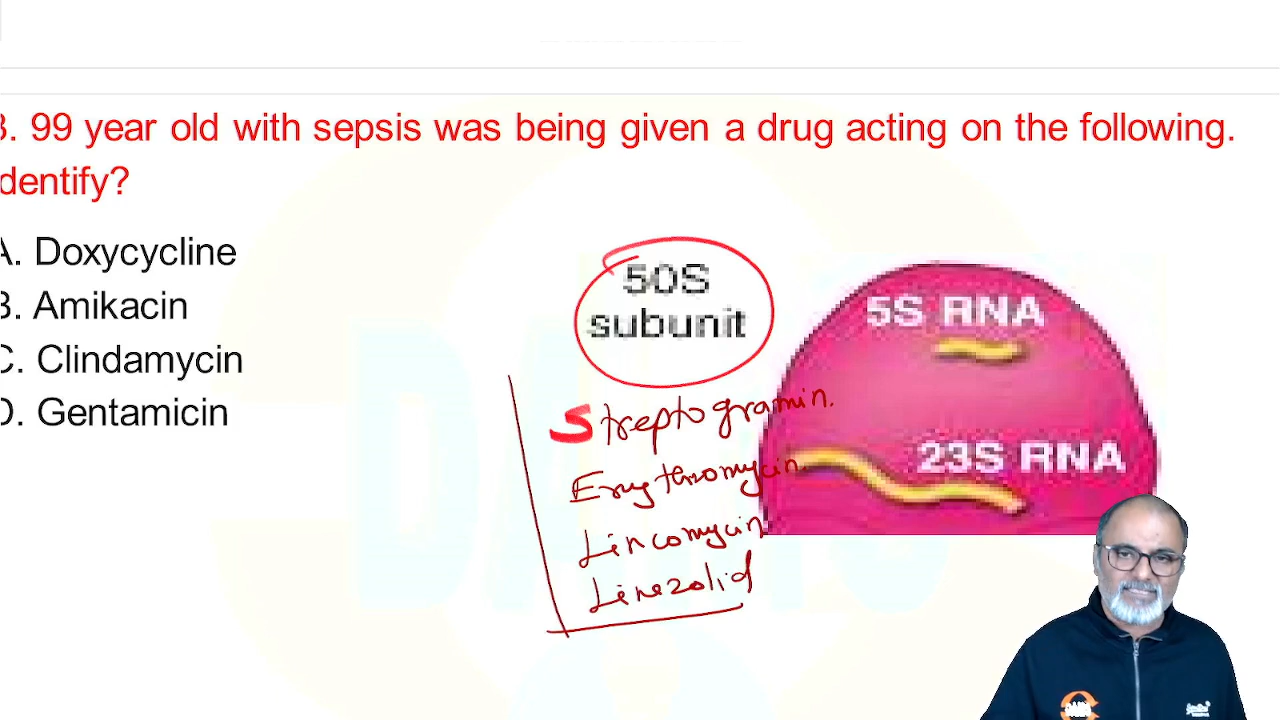 3. 99 year old with sepsis was being given a drug acting on the following.
dentify?
A. Doxycycline
B. Amikacin
C. Clindamycin
D. Gentamicin
50S
subunit
5S RNA
23S RNA
Streptogramin.
Erythromycin.
Lincomycin
Linezolid